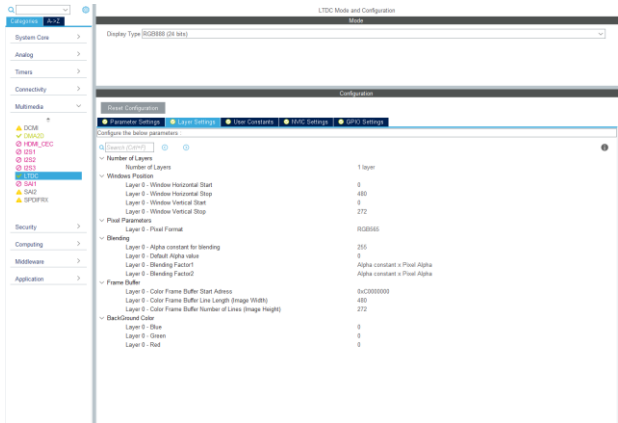 LTDC Mode and Configuration
Categories A->Z
Mode
System Core
Display Type RGB888 (24 bits)
Analog
Timers
Connectivity
Configuration
Multimedia
Reset Configuration
Parameter Settings Layer Settings User Constants NVIC Settings GPIO Settings
Configure the below parameters :
Search (Ctrl+F)
DCMI
DMA2D
HDMI_CEC
I2S1
I2S2
I2S3
LTDC
SAI1
SAI2
SPDIFRX
Security
Computing
Middleware
Application
Number of Layers
Number of Layers 1 layer
Windows Position
Layer 0 - Window Horizontal Start 0
Layer 0 - Window Horizontal Stop 480
Layer 0 - Window Vertical Start 0
Layer 0 - Window Vertical Stop 272
Pixel Parameters
Layer 0 - Pixel Format RGB565
Blending
Layer 0 - Alpha constant for blending 255
Layer 0 - Default Alpha value 0
Layer 0 - Blending Factor1 Alpha constant x Pixel Alpha
Layer 0 - Blending Factor2 Alpha constant x Pixel Alpha
Frame Buffer
Layer 0 - Color Frame Buffer Start Adress 0xC0000000
Layer 0 - Color Frame Buffer Line Length (Image Width) 480
Layer 0 - Color Frame Buffer Number of Lines (Image Height) 272
BackGround Color
Layer 0 - Blue 0
Layer 0 - Green 0
Layer 0 - Red 0